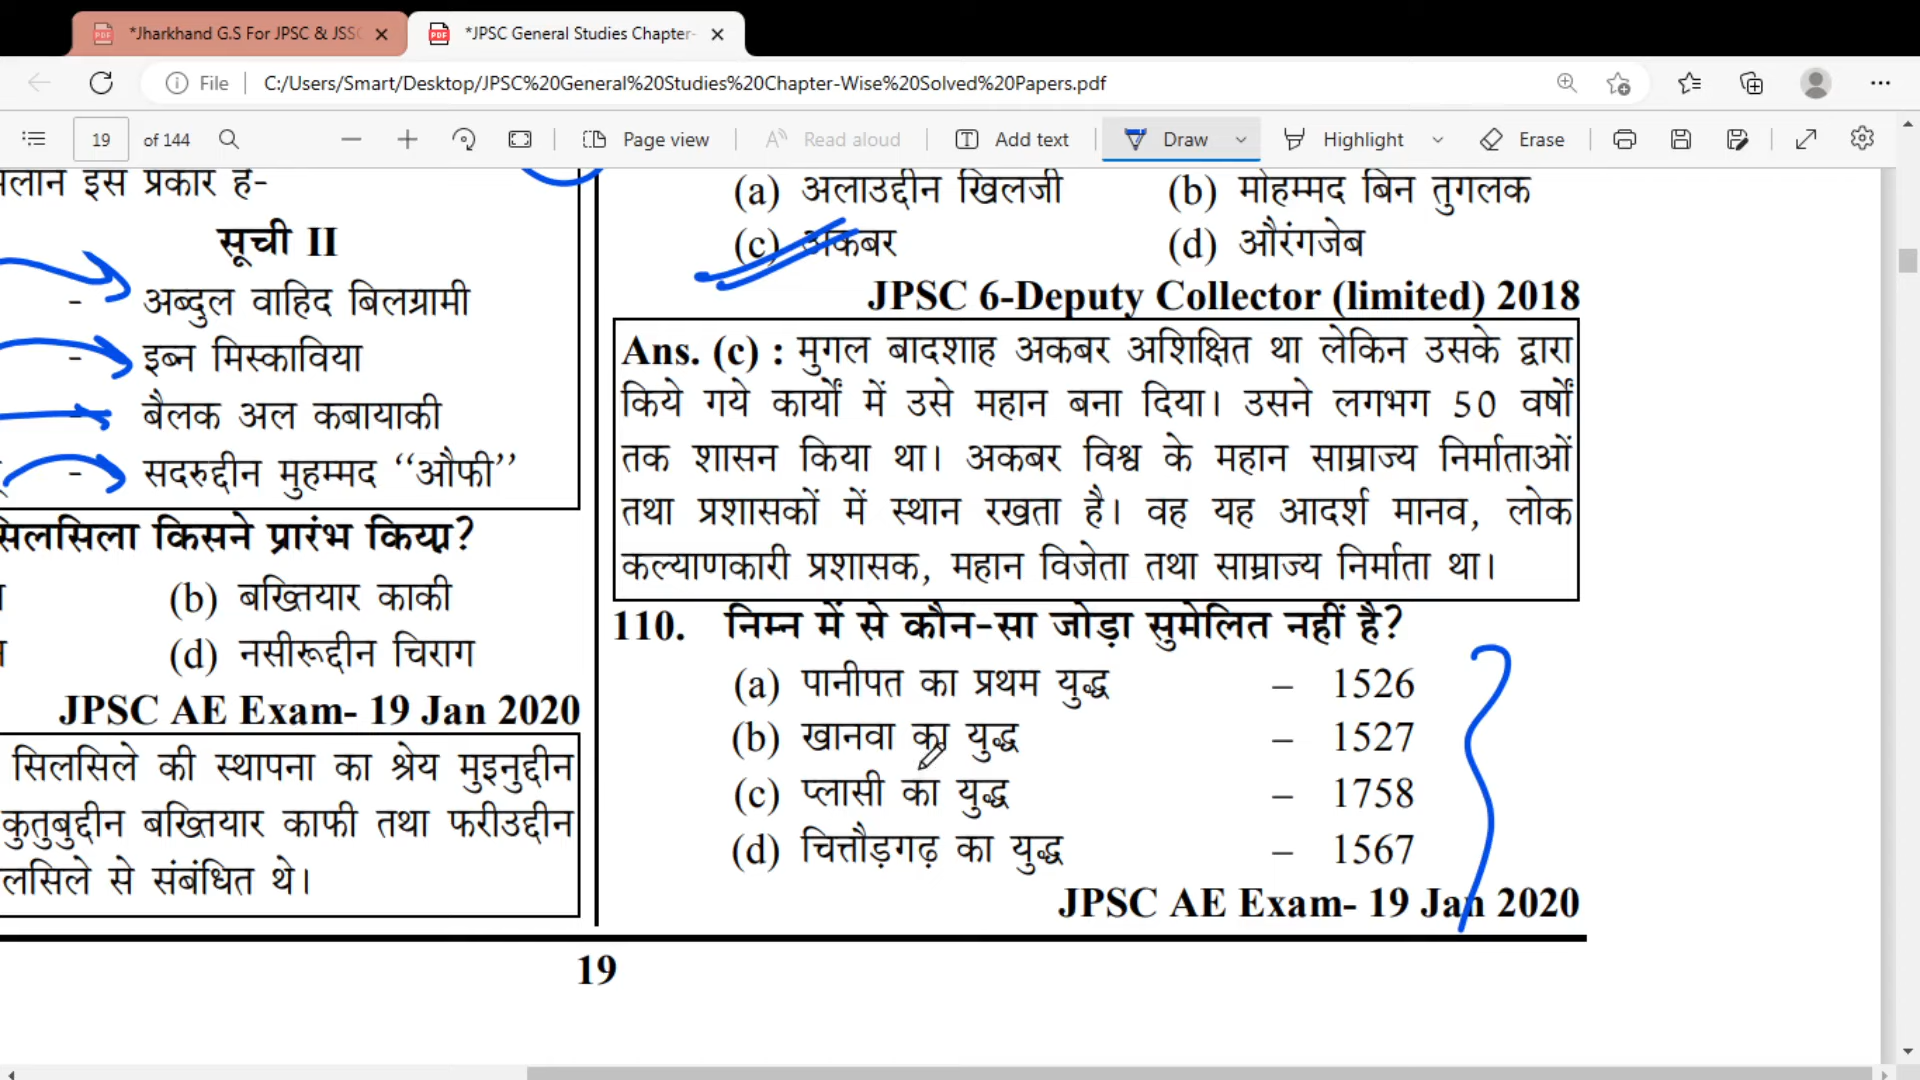 *Jharkhand G.S For JPSC & JSSC
*JPSC General Studies Chapter-
File
C:/Users/Smart/Desktop/JPSC%20General%20Studies%20Chapter-Wise%20Solved%20Papers.pdf
19 of 144
Page view
Read aloud
Add text
Draw
Highlight
Erase
इस प्रकार हैं-
सूची II
- अब्दुल वाहिद बिलग्रामी
- इब्न मिस्काविया
- बैलक अल कबायाकी
- सदरुद्दीन मुहम्मद ‘‘औफी’’
सिलसिला किसने प्रारंभ किया?
(b) बख्तियार काकी
(d) नसीरूद्दीन चिराग
JPSC AE Exam- 19 Jan 2020
सिलसिले की स्थापना का श्रेय मुइनुद्दीन
कुतुबुद्दीन बख्तियार काफी तथा फरीउद्दीन
लसिले से संबंधित थे।
(a) अलाउद्दीन खिलजी (b) मोहम्मद बिन तुगलक
(c) अकबर (d) औरंगजेब
JPSC 6-Deputy Collector (limited) 2018
Ans. (c) : मुगल बादशाह अकबर अशिक्षित था लेकिन उसके द्वारा
किये गये कार्यों में उसे महान बना दिया। उसने लगभग 50 वर्षों
तक शासन किया था। अकबर विश्व के महान साम्राज्य निर्माताओं
तथा प्रशासकों में स्थान रखता है। वह यह आदर्श मानव, लोक
कल्याणकारी प्रशासक, महान विजेता तथा साम्राज्य निर्माता था।
110. निम्न में से कौन-सा जोड़ा सुमेलित नहीं है?
(a) पानीपत का प्रथम युद्ध – 1526
(b) खानवा का युद्ध – 1527
(c) प्लासी का युद्ध – 1758
(d) चित्तौड़गढ़ का युद्ध – 1567
JPSC AE Exam- 19 Jan 2020
19